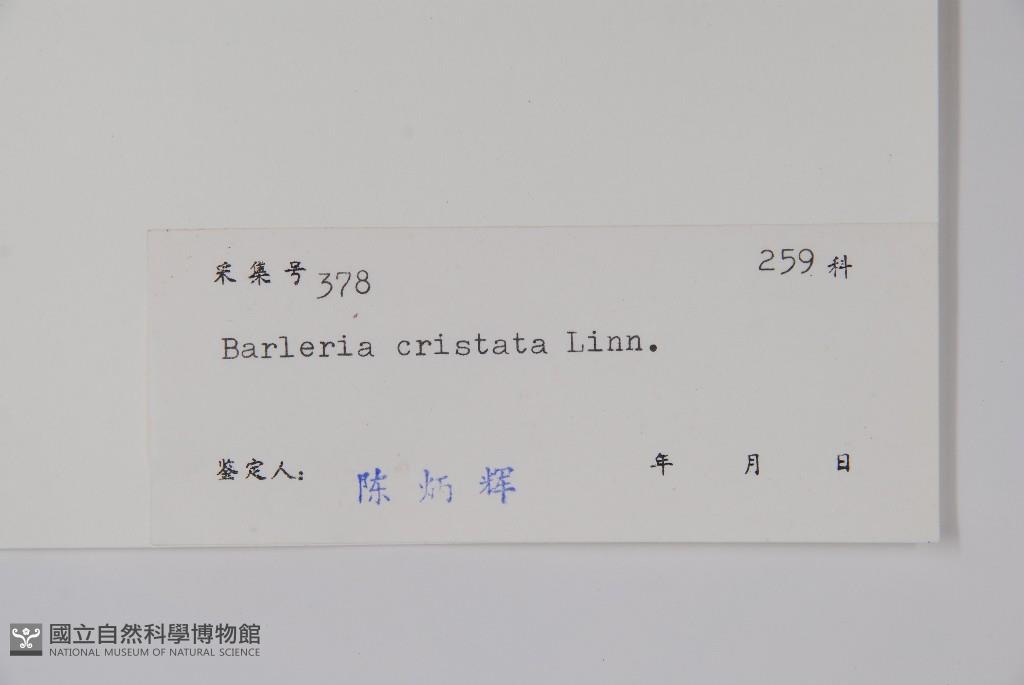 采集号 378 259 科
Barleria cristata Linn.
鉴定人: 陈炳辉 年 月 日
國立自然科學博物館
NATIONAL MUSEUM OF NATURAL SCIENCE